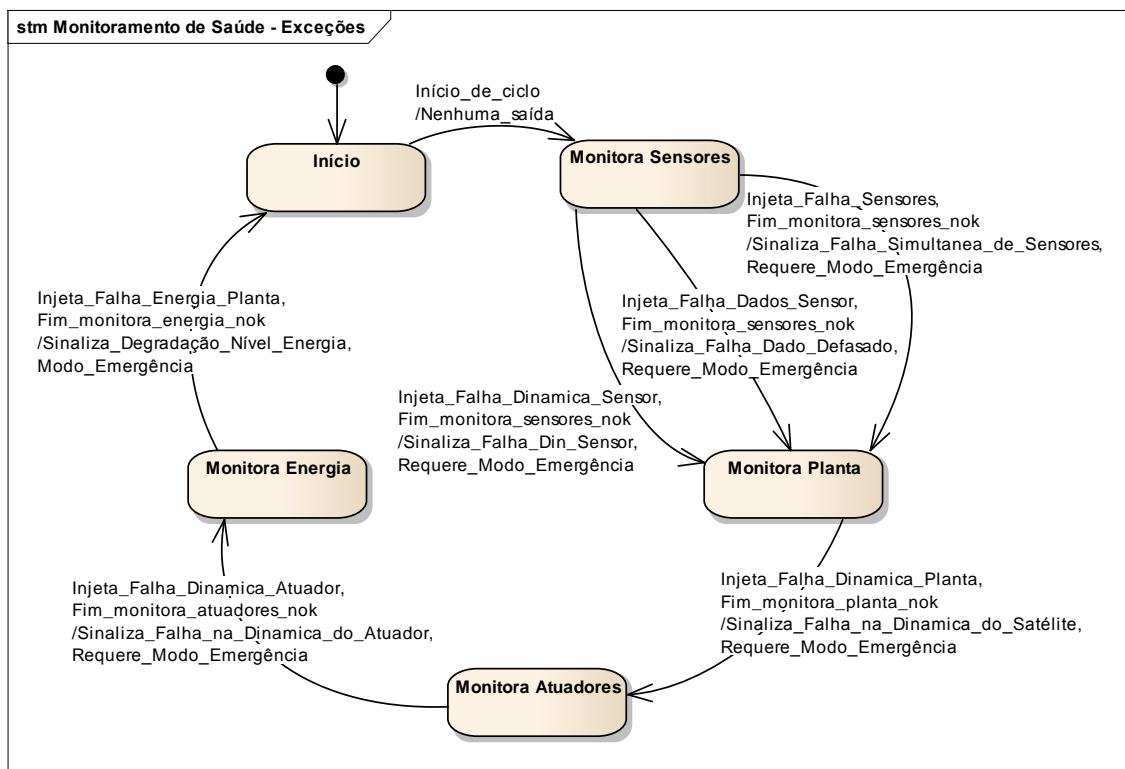 stm Monitoramento de Saúde - Exceções
Início_de_ciclo
/Nenhuma_saída
Início
Monitora Sensores
Injeta_Falha_Sensores,
Fim_monitora_sensores_nok
/Sinaliza_Falha_Simultanea_de_Sensores,
Requere_Modo_Emergência
Injeta_Falha_Energia_Planta,
Fim_monitora_energia_nok
/Sinaliza_Degradação_Nível_Energia,
Modo_Emergência
Injeta_Falha_Dados_Sensor,
Fim_monitora_sensores_nok
/Sinaliza_Falha_Dado_Defasado,
Requere_Modo_Emergência
Injeta_Falha_Dinamica_Sensor,
Fim_monitora_sensores_nok
/Sinaliza_Falha_Din_Sensor,
Requere_Modo_Emergência
Monitora Energia
Monitora Planta
Injeta_Falha_Dinamica_Atuador,
Fim_monitora_atuadores_nok
/Sinaliza_Falha_na_Dinamica_do_Atuador,
Requere_Modo_Emergência
Injeta_Falha_Dinamica_Planta,
Fim_monitora_planta_nok
/Sinaliza_Falha_na_Dinamica_do_Satélite,
Requere_Modo_Emergência
Monitora Atuadores